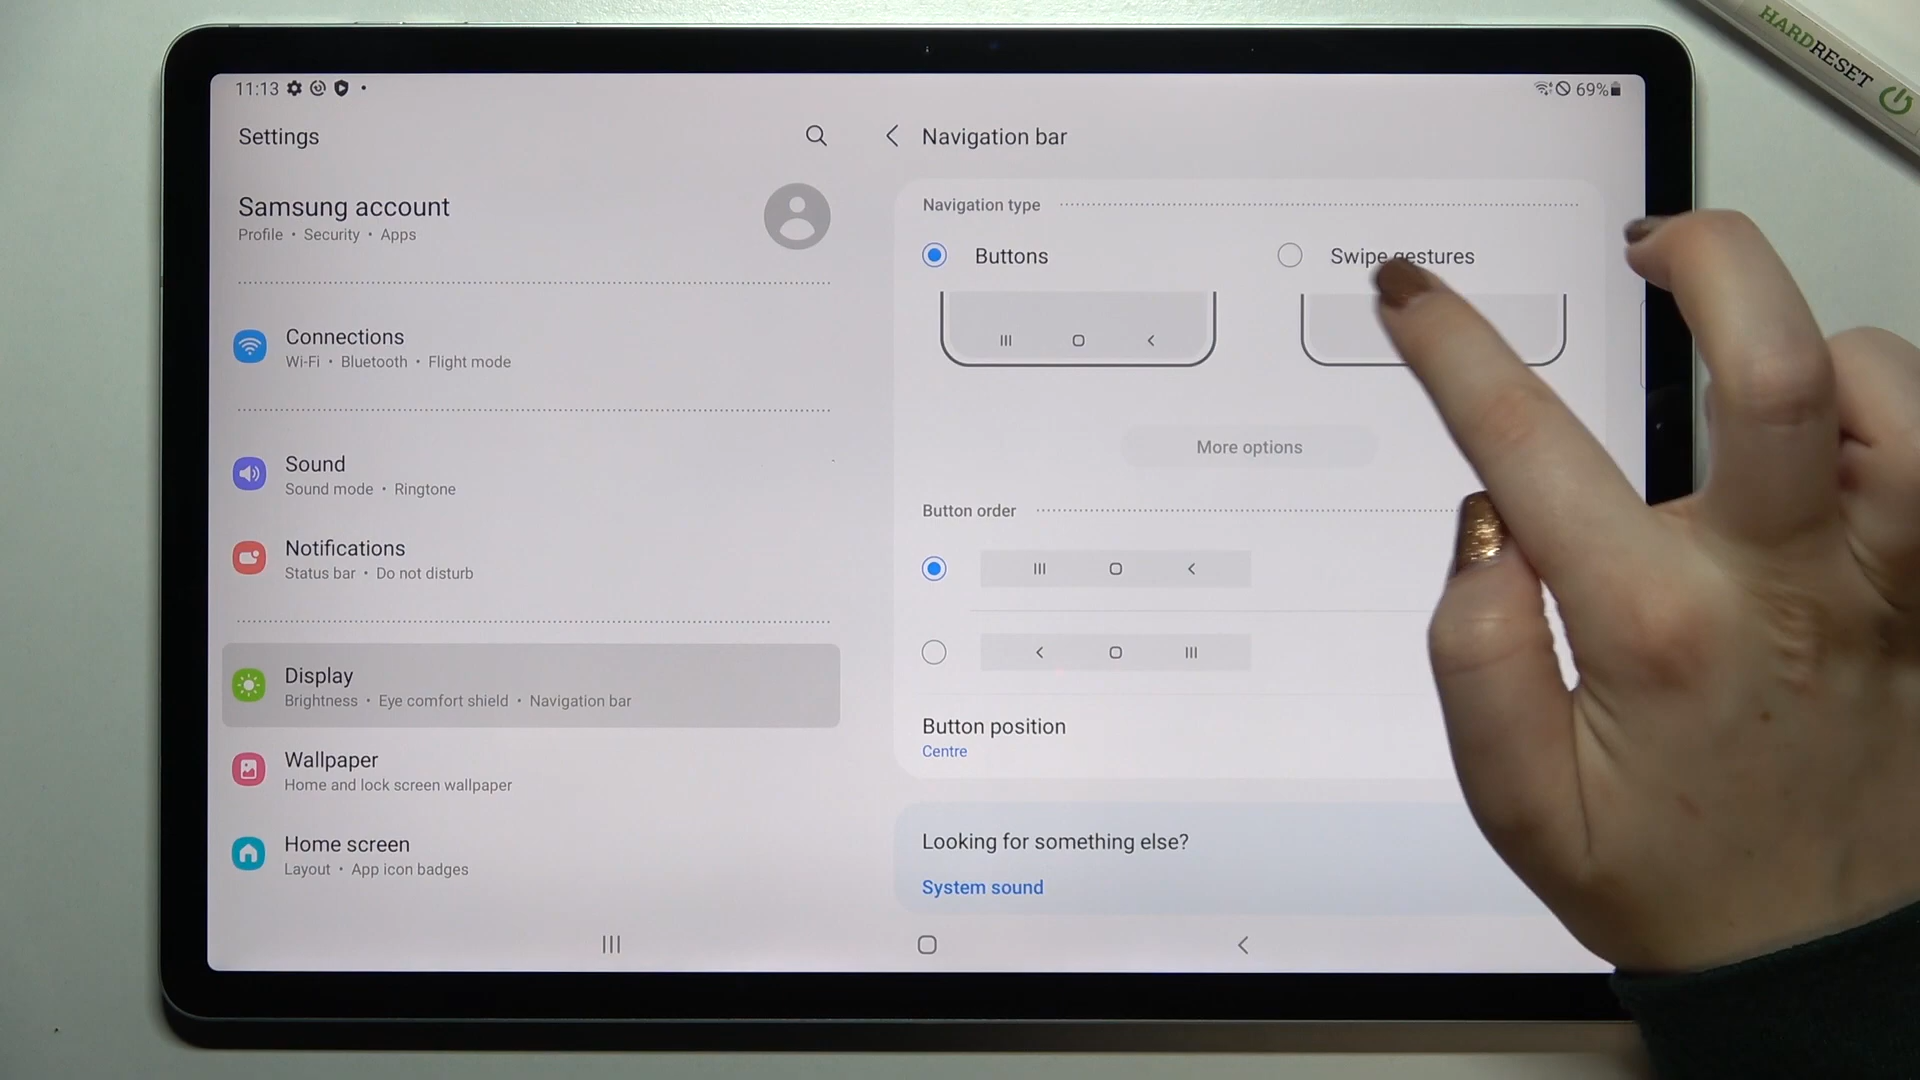 HARDRESET
11:13
69%
Settings
Navigation bar
Samsung account
Profile • Security • Apps
Navigation type
Buttons
Swipe gestures
Connections
Wi-Fi • Bluetooth • Flight mode
More options
Sound
Sound mode • Ringtone
Button order
Notifications
Status bar • Do not disturb
Display
Brightness • Eye comfort shield • Navigation bar
Button position
Centre
Wallpaper
Home and lock screen wallpaper
Looking for something else?
System sound
Home screen
Layout • App icon badges